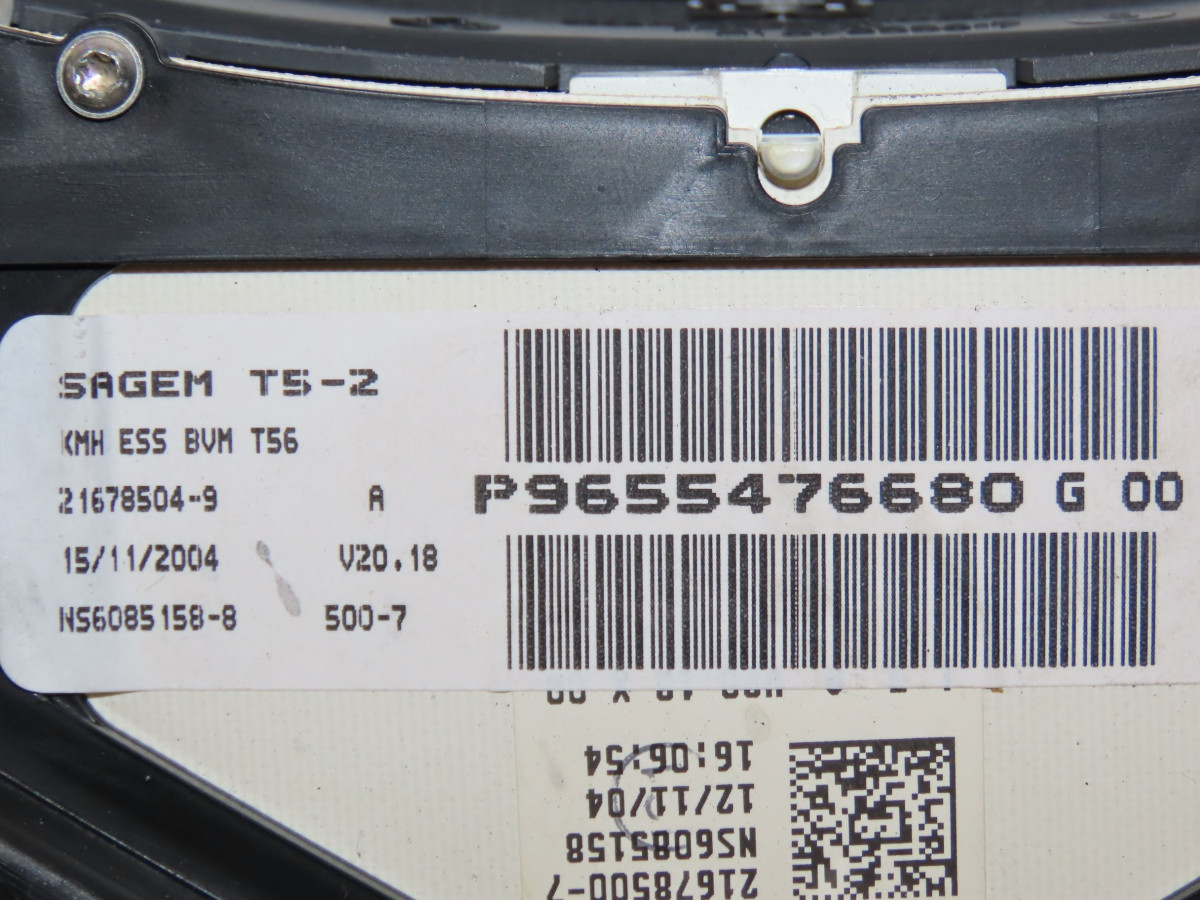 SAGEM T5-2
KMH ESS BVM T56
21678504-9 A
15/11/2004 V20.18
NS6085158-8 500-7
P9655476680 G 00
21678500-7
NS6085158
12/11/04
16:06:54